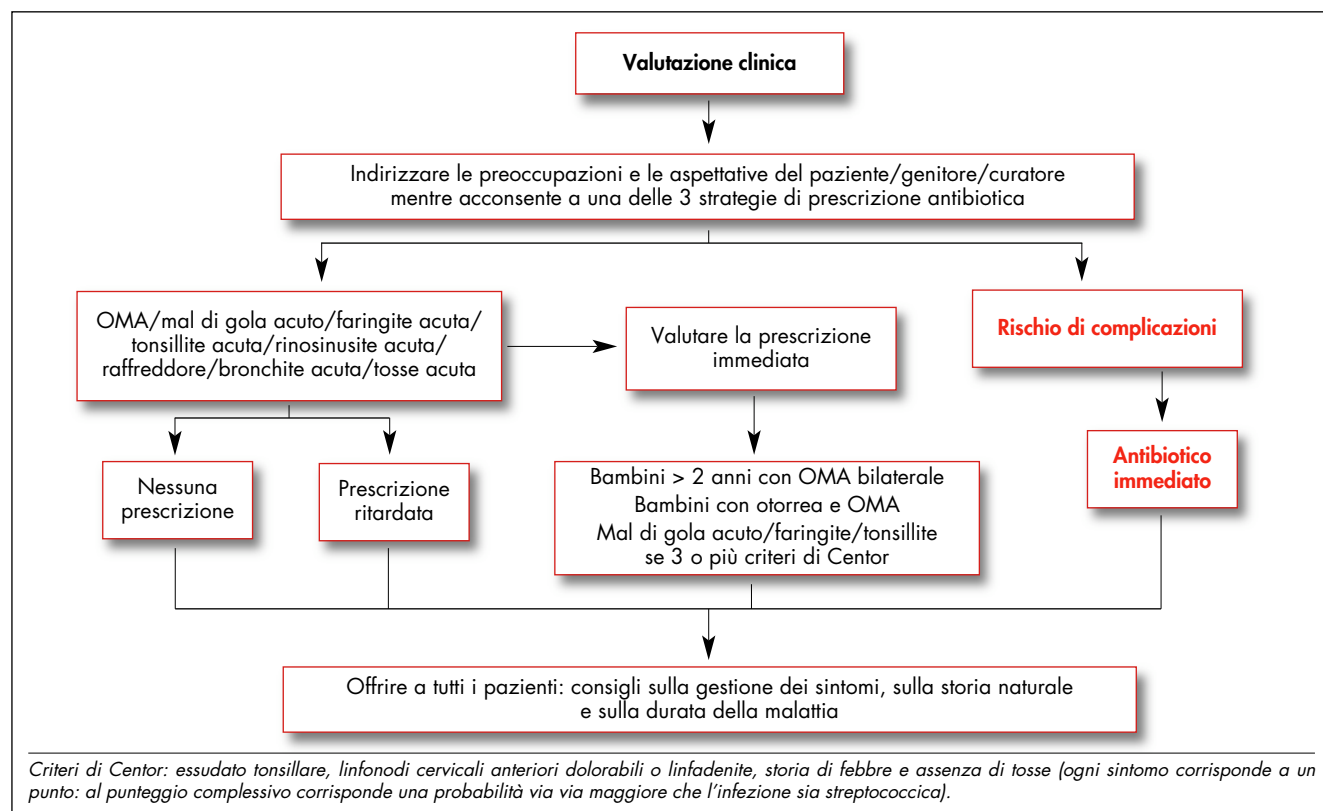 Valutazione clinica
Indirizzare le preoccupazioni e le aspettative del paziente/genitore/curatore
mentre acconsente a una delle 3 strategie di prescrizione antibiotica
OMA/mal di gola acuto/faringite acuta/
tonsillite acuta/rinosinusite acuta/
raffreddore/bronchite acuta/tosse acuta
Valutare la prescrizione
immediata
Rischio di complicazioni
Nessuna
prescrizione
Prescrizione
ritardata
Bambini > 2 anni con OMA bilaterale
Bambini con otorrea e OMA
Mal di gola acuto/faringite/tonsillite
se 3 o più criteri di Centor
Antibiotico
immediato
Offrire a tutti i pazienti: consigli sulla gestione dei sintomi, sulla storia naturale
e sulla durata della malattia
Criteri di Centor: essudato tonsillare, linfonodi cervicali anteriori dolorabili o linfadenite, storia di febbre e assenza di tosse (ogni sintomo corrisponde a un
punto: al punteggio complessivo corrisponde una probabilità via via maggiore che l'infezione sia streptococcica).